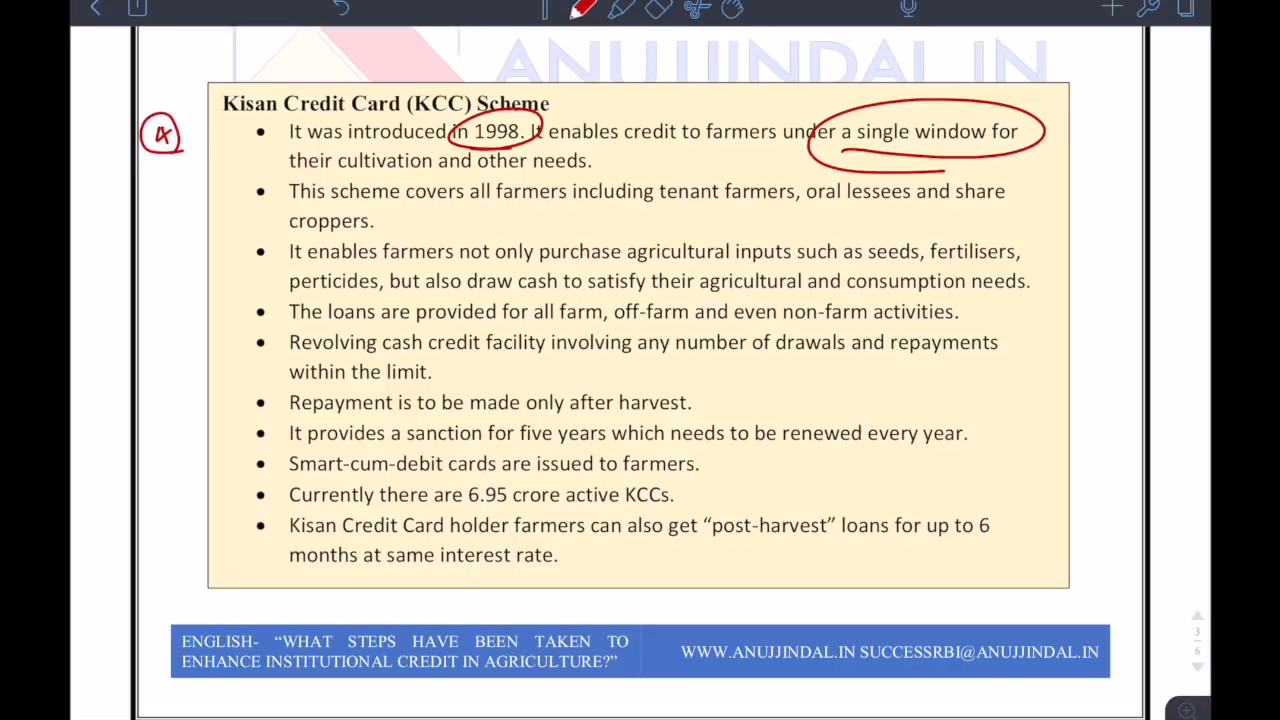 ANUJJINDAL.IN
Kisan Credit Card (KCC) Scheme
4
• It was introduced in 1998. It enables credit to farmers under a single window for
their cultivation and other needs.
• This scheme covers all farmers including tenant farmers, oral lessees and share
croppers.
• It enables farmers not only purchase agricultural inputs such as seeds, fertilisers,
perticides, but also draw cash to satisfy their agricultural and consumption needs.
• The loans are provided for all farm, off-farm and even non-farm activities.
• Revolving cash credit facility involving any number of drawals and repayments
within the limit.
• Repayment is to be made only after harvest.
• It provides a sanction for five years which needs to be renewed every year.
• Smart-cum-debit cards are issued to farmers.
• Currently there are 6.95 crore active KCCs.
• Kisan Credit Card holder farmers can also get “post-harvest” loans for up to 6
months at same interest rate.
ENGLISH- “WHAT STEPS HAVE BEEN TAKEN TO
ENHANCE INSTITUTIONAL CREDIT IN AGRICULTURE?”
WWW.ANUJJINDAL.IN SUCCESSRBI@ANUJJINDAL.IN
3
6